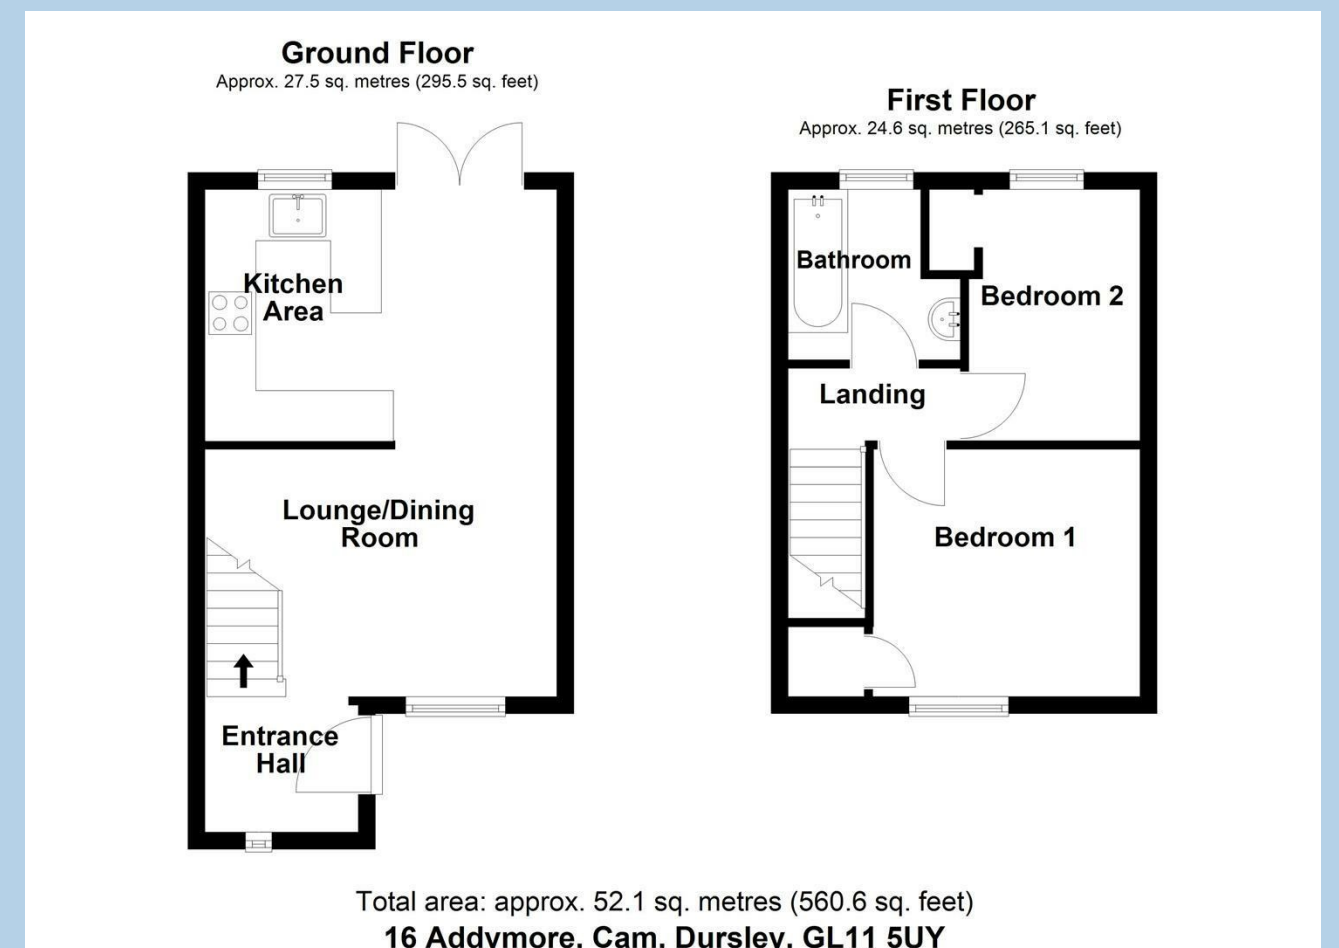 Ground Floor
Approx. 27.5 sq. metres (295.5 sq. feet)
Kitchen
Area
Lounge/Dining
Room
Entrance
Hall
First Floor
Approx. 24.6 sq. metres (265.1 sq. feet)
Bathroom
Bedroom 2
Landing
Bedroom 1
Total area: approx. 52.1 sq. metres (560.6 sq. feet)
16 Addymore, Cam, Dursley, GL11 5UY